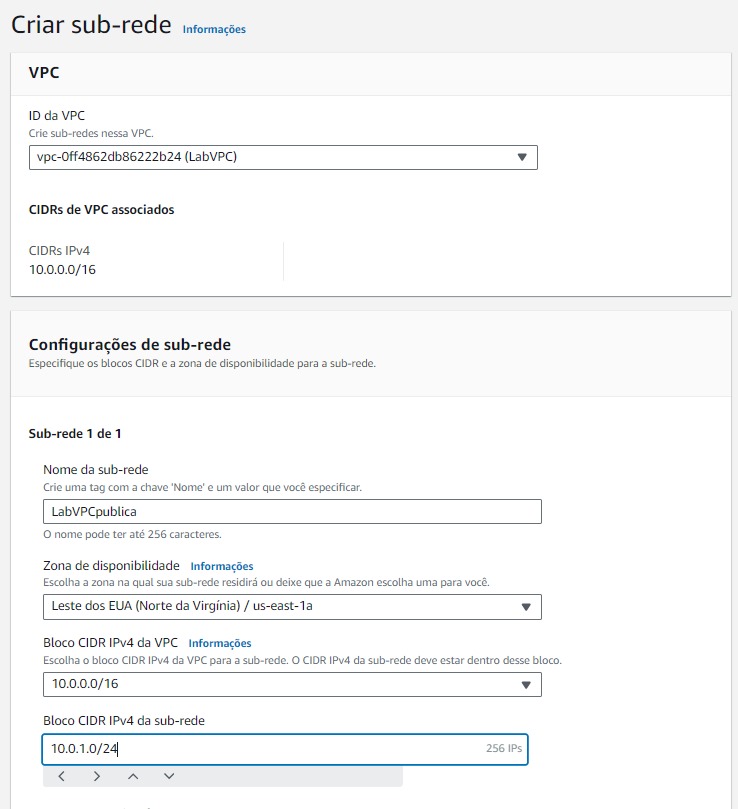 Criar sub-rede Informações
VPC
ID da VPC
Crie sub-redes nessa VPC.
vpc-0ff4862db86222b24 (LabVPC)
CIDRs de VPC associados
CIDRs IPv4
10.0.0.0/16
Configurações de sub-rede
Especifique os blocos CIDR e a zona de disponibilidade para a sub-rede.
Sub-rede 1 de 1
Nome da sub-rede
Crie uma tag com a chave 'Nome' e um valor que você especificar.
LabVPCpublica
O nome pode ter até 256 caracteres.
Zona de disponibilidade Informações
Escolha a zona na qual sua sub-rede residirá ou deixe que a Amazon escolha uma para você.
Leste dos EUA (Norte da Virgínia) / us-east-1a
Bloco CIDR IPv4 da VPC Informações
Escolha o bloco CIDR IPv4 da VPC para a sub-rede. O CIDR IPv4 da sub-rede deve estar dentro desse bloco.
10.0.0.0/16
Bloco CIDR IPv4 da sub-rede
10.0.1.0/24 256 IPs